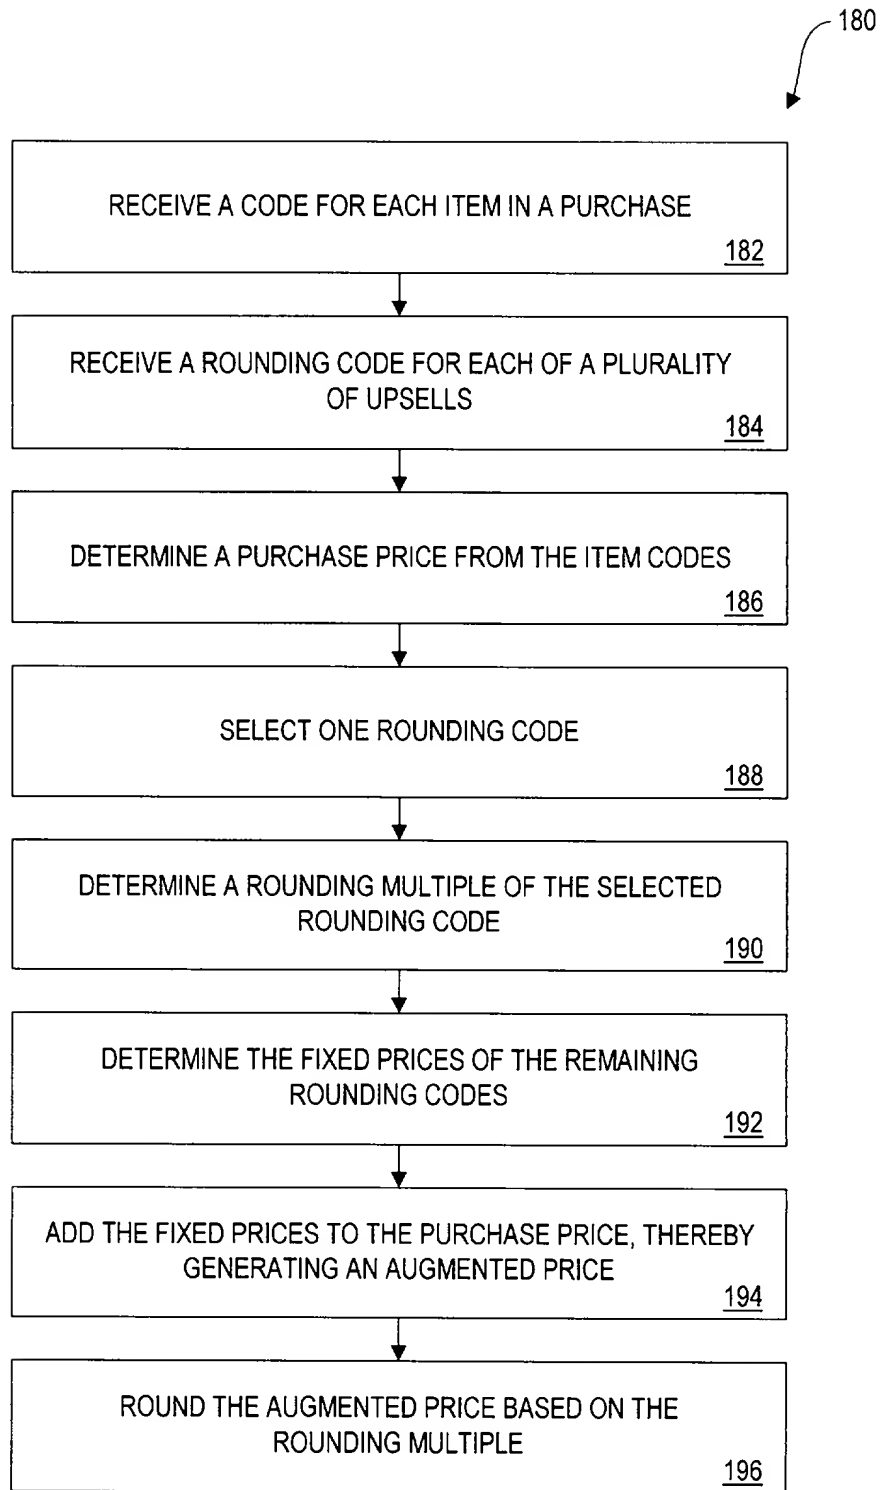 180
RECEIVE A CODE FOR EACH ITEM IN A PURCHASE
182
RECEIVE A ROUNDING CODE FOR EACH OF A PLURALITY
OF UPSELLS
184
DETERMINE A PURCHASE PRICE FROM THE ITEM CODES
186
SELECT ONE ROUNDING CODE
188
DETERMINE A ROUNDING MULTIPLE OF THE SELECTED
ROUNDING CODE
190
DETERMINE THE FIXED PRICES OF THE REMAINING
ROUNDING CODES
192
ADD THE FIXED PRICES TO THE PURCHASE PRICE, THEREBY
GENERATING AN AUGMENTED PRICE
194
ROUND THE AUGMENTED PRICE BASED ON THE
ROUNDING MULTIPLE
196